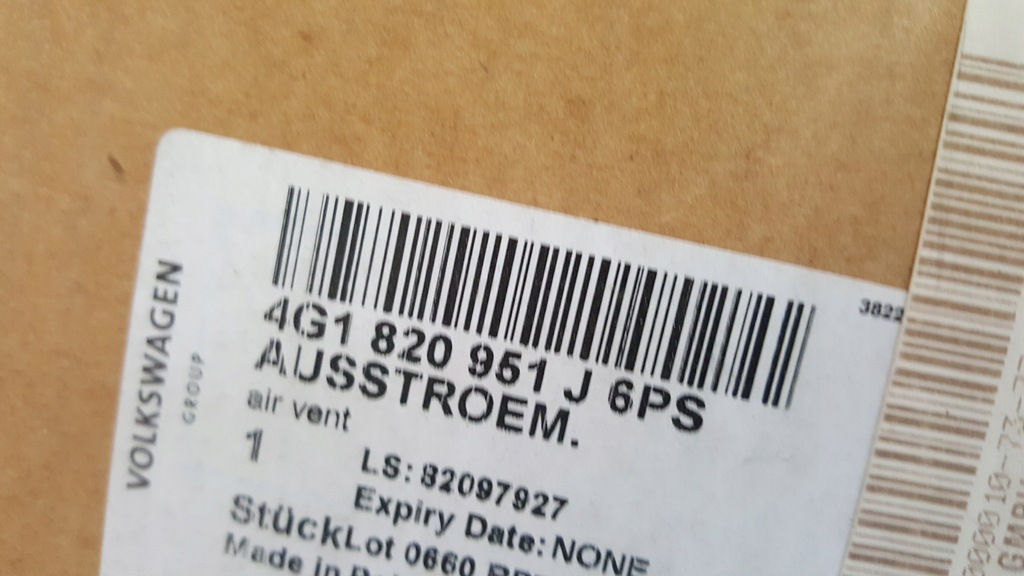 VOLKSWAGEN
GROUP
3822
4G1 820 951 J 6PS
AUSSTROEM.
air vent
1
LS: 82097927
Expiry Date: NONE
StückLot 0660
Made in